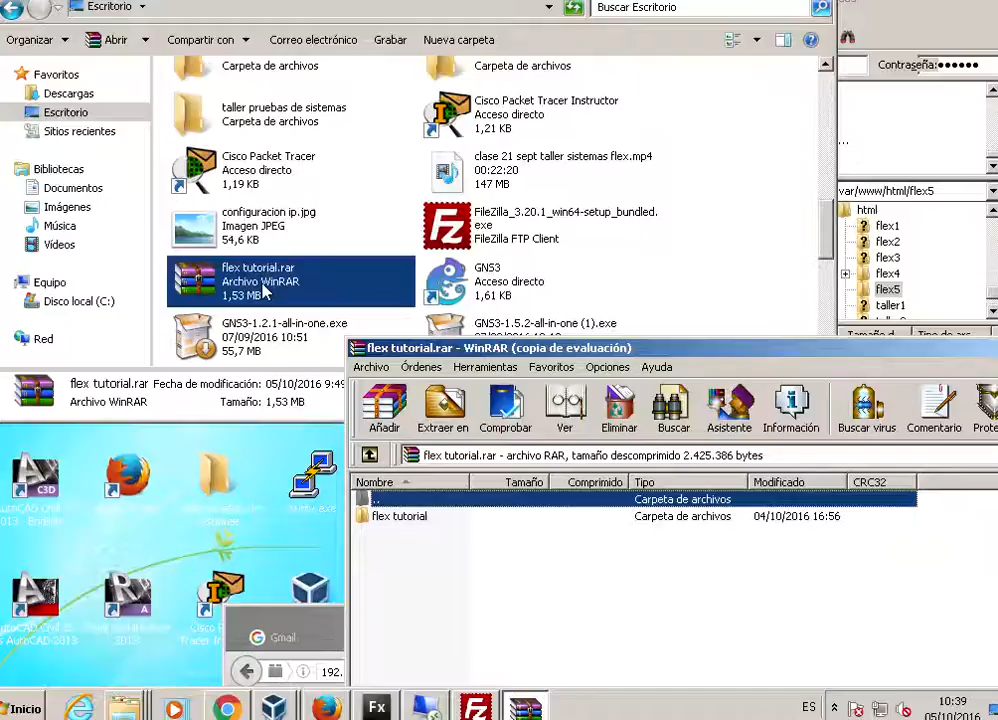 Escritorio
Buscar Escritorio
Organizar
Abrir
Compartir con
Correo electrónico
Grabar
Nueva carpeta
Contraseña:
Favoritos
Descargas
Escritorio
Sitios recientes
Bibliotecas
Documentos
Imágenes
Música
Vídeos
Equipo
Disco local (C:)
Red
Carpeta de archivos
Carpeta de archivos
taller pruebas de sistemas
Carpeta de archivos
Cisco Packet Tracer Instructor
Acceso directo
1,21 KB
Cisco Packet Tracer
Acceso directo
1,19 KB
clase 21 sept taller sistemas flex.mp4
00:22:20
147 MB
configuracion ip.jpg
Imagen JPEG
54,6 KB
FileZilla_3.20.1_win64-setup_bundled.
exe
FileZilla FTP Client
flex tutorial.rar
Archivo WinRAR
1,53 MB
GNS3
Acceso directo
1,61 KB
GNS3-1.2.1-all-in-one.exe
07/09/2016 10:51
55,7 MB
GNS3-1.5.2-all-in-one (1).exe
...
var/www/html/flex5
html
flex1
flex2
flex3
flex4
flex5
taller1
flex tutorial.rar Fecha de modificación: 05/10/2016 9:49
Archivo WinRAR
Tamaño: 1,53 MB
flex tutorial.rar - WinRAR (copia de evaluación)
Archivo
Órdenes
Herramientas
Favoritos
Opciones
Ayuda
Añadir
Extraer en
Comprobar
Ver
Eliminar
Buscar
Asistente
Información
Buscar virus
Comentario
Prote
flex tutorial.rar - archivo RAR, tamaño descomprimido 2.425.386 bytes
Nombre
Tamaño
Comprimido
Tipo
Modificado
CRC32
..
Carpeta de archivos
flex tutorial
Carpeta de archivos
04/10/2016 16:56
Gmail
192.
Inicio
Fx
ES
10:39
05/10/2016